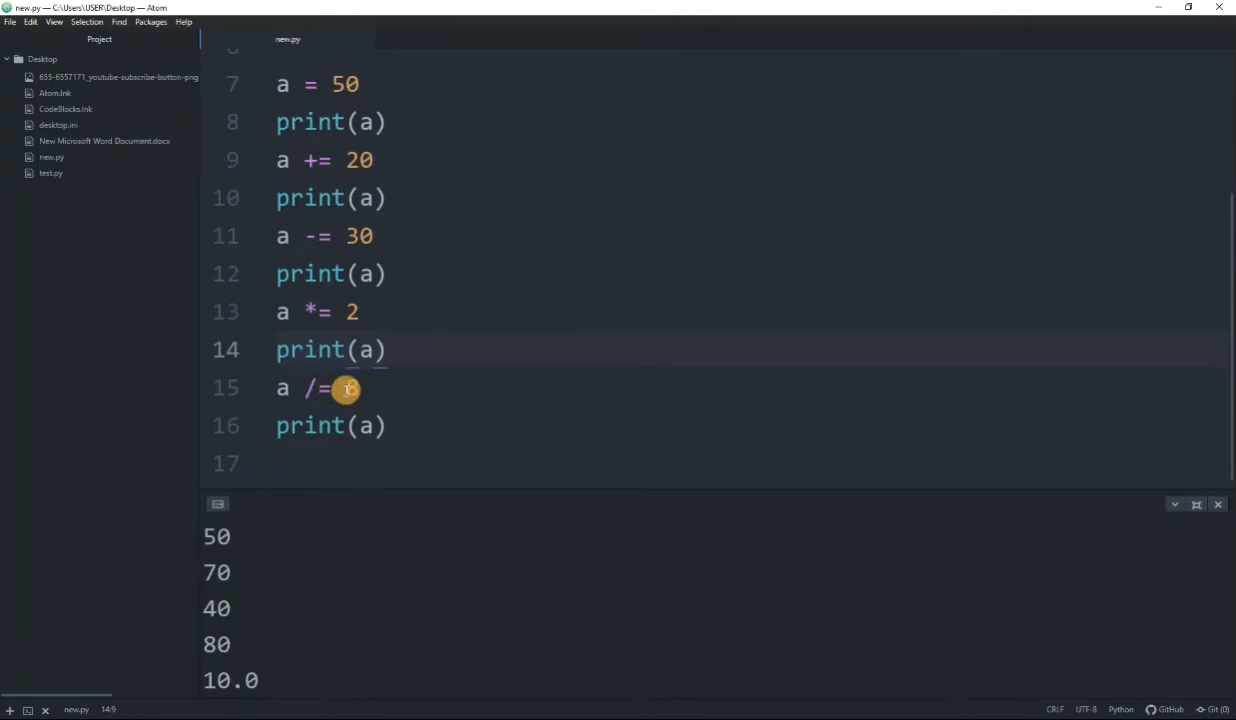 new.py — C:\Users\USER\Desktop — Atom
File Edit View Selection Find Packages Help
Project
new.py
Desktop
655-6557171_youtube-subscribe-button-png
Atom.lnk
CodeBlocks.lnk
desktop.ini
New Microsoft Word Document.docx
new.py
test.py
7 a = 50
8 print(a)
9 a += 20
10 print(a)
11 a -= 30
12 print(a)
13 a *= 2
14 print(a)
15 a /= 8
16 print(a)
17
50
70
40
80
10.0
new.py 14:9 CRLF UTF-8 Python GitHub Git (0)